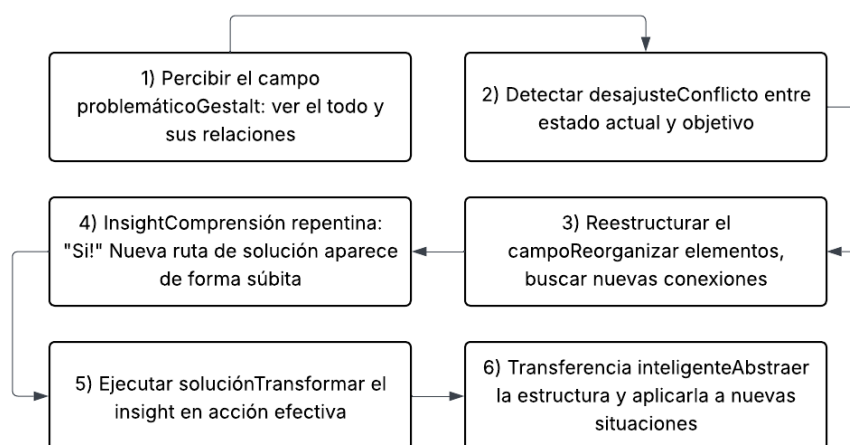 1) Percibir el campo
problemáticoGestalt: ver el todo y
sus relaciones
2) Detectar desajusteConflicto entre
estado actual y objetivo
3) Reestructurar el
campoReorganizar elementos,
buscar nuevas conexiones
4) InsightComprensión repentina:
"Si!" Nueva ruta de solución aparece
de forma súbita
5) Ejecutar soluciónTransformar el
insight en acción efectiva
6) Transferencia inteligenteAbstraer
la estructura y aplicarla a nuevas
situaciones